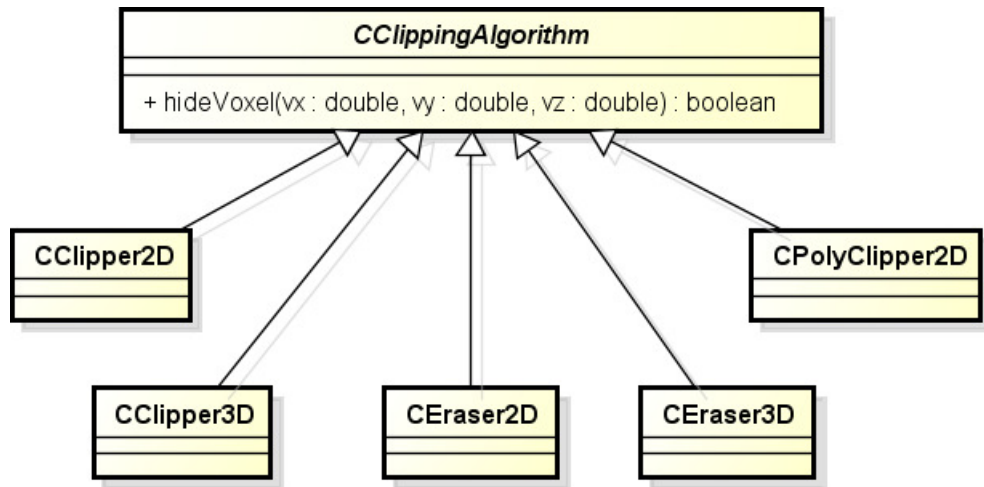 CClippingAlgorithm
+ hideVoxel(vx : double, vy : double, vz : double) : boolean
CClipper2D
CPolyClipper2D
CClipper3D
CEraser2D
CEraser3D